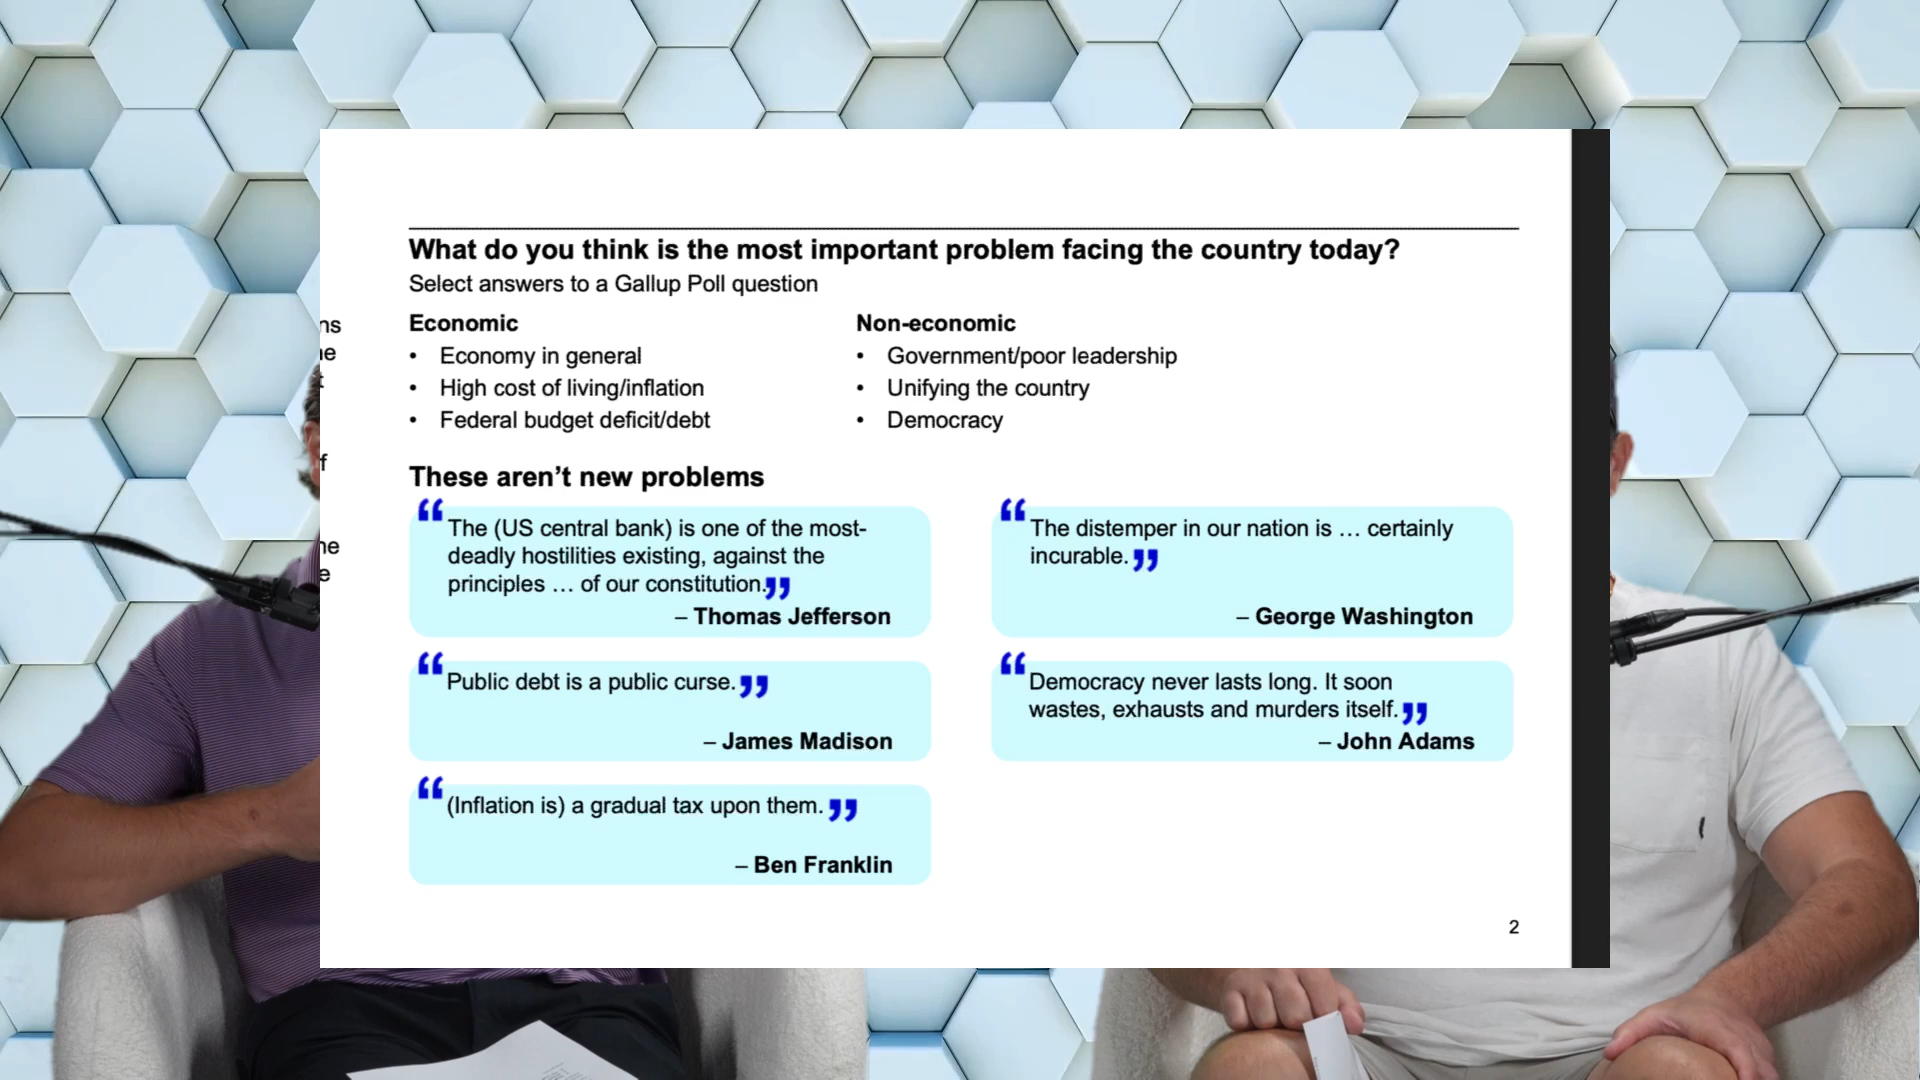 What do you think is the most important problem facing the country today?
Select answers to a Gallup Poll question
Economic
• Economy in general
• High cost of living/inflation
• Federal budget deficit/debt
Non-economic
• Government/poor leadership
• Unifying the country
• Democracy
These aren’t new problems
“The (US central bank) is one of the most-
deadly hostilities existing, against the
principles … of our constitution.”
– Thomas Jefferson
“The distemper in our nation is … certainly
incurable.”
– George Washington
“Public debt is a public curse.”
– James Madison
“Democracy never lasts long. It soon
wastes, exhausts and murders itself.”
– John Adams
“(Inflation is) a gradual tax upon them.”
– Ben Franklin
2